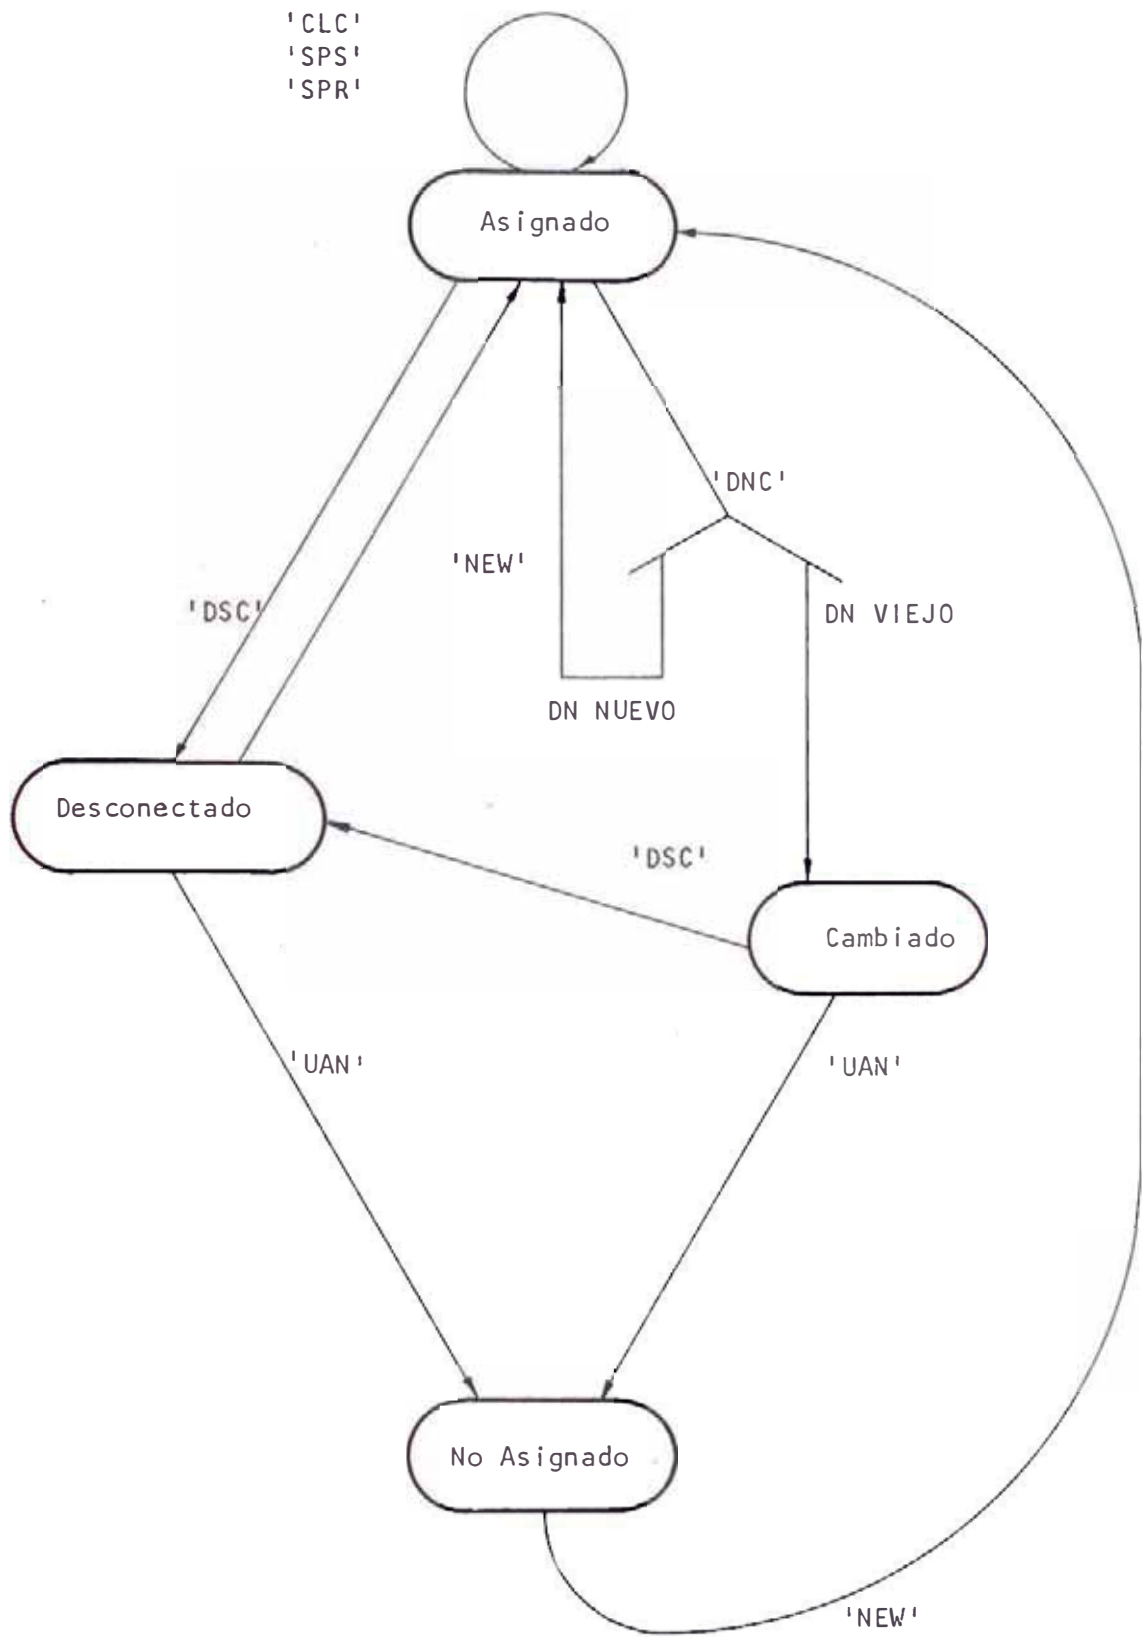 'CLC'
'SPS'
'SPR'
Asignado
'DNC'
'NEW'
'DSC'
DN VIEJO
DN NUEVO
Desconectado
'DSC'
Cambiado
'UAN'
'UAN'
No Asignado
'NEW'